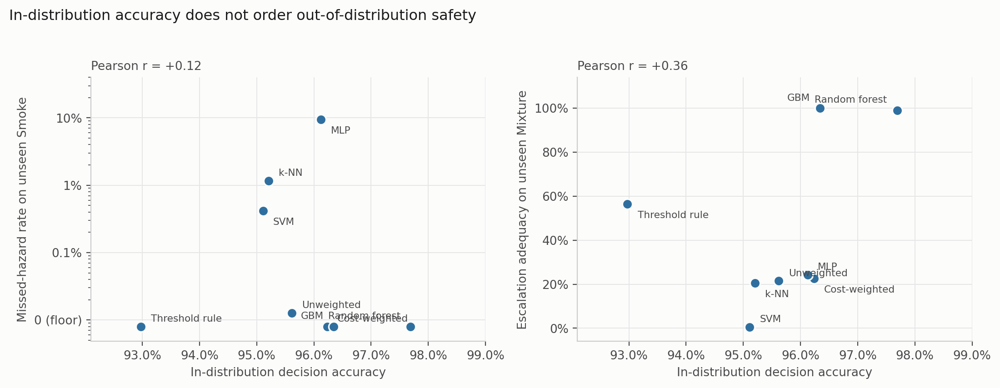 In-distribution accuracy does not order out-of-distribution safety
Pearson r = +0.12
Missed-hazard rate on unseen Smoke
10%
1%
0.1%
0 (floor)
MLP
k-NN
SVM
Unweighted
GBM
Random forest
Threshold rule
Cost-weighted
93.0%
94.0%
95.0%
96.0%
97.0%
98.0%
99.0%
In-distribution decision accuracy
Pearson r = +0.36
Escalation adequacy on unseen Mixture
100%
80%
60%
40%
20%
0%
GBM
Random forest
Threshold rule
MLP
Unweighted
Cost-weighted
k-NN
SVM
93.0%
94.0%
95.0%
96.0%
97.0%
98.0%
99.0%
In-distribution decision accuracy